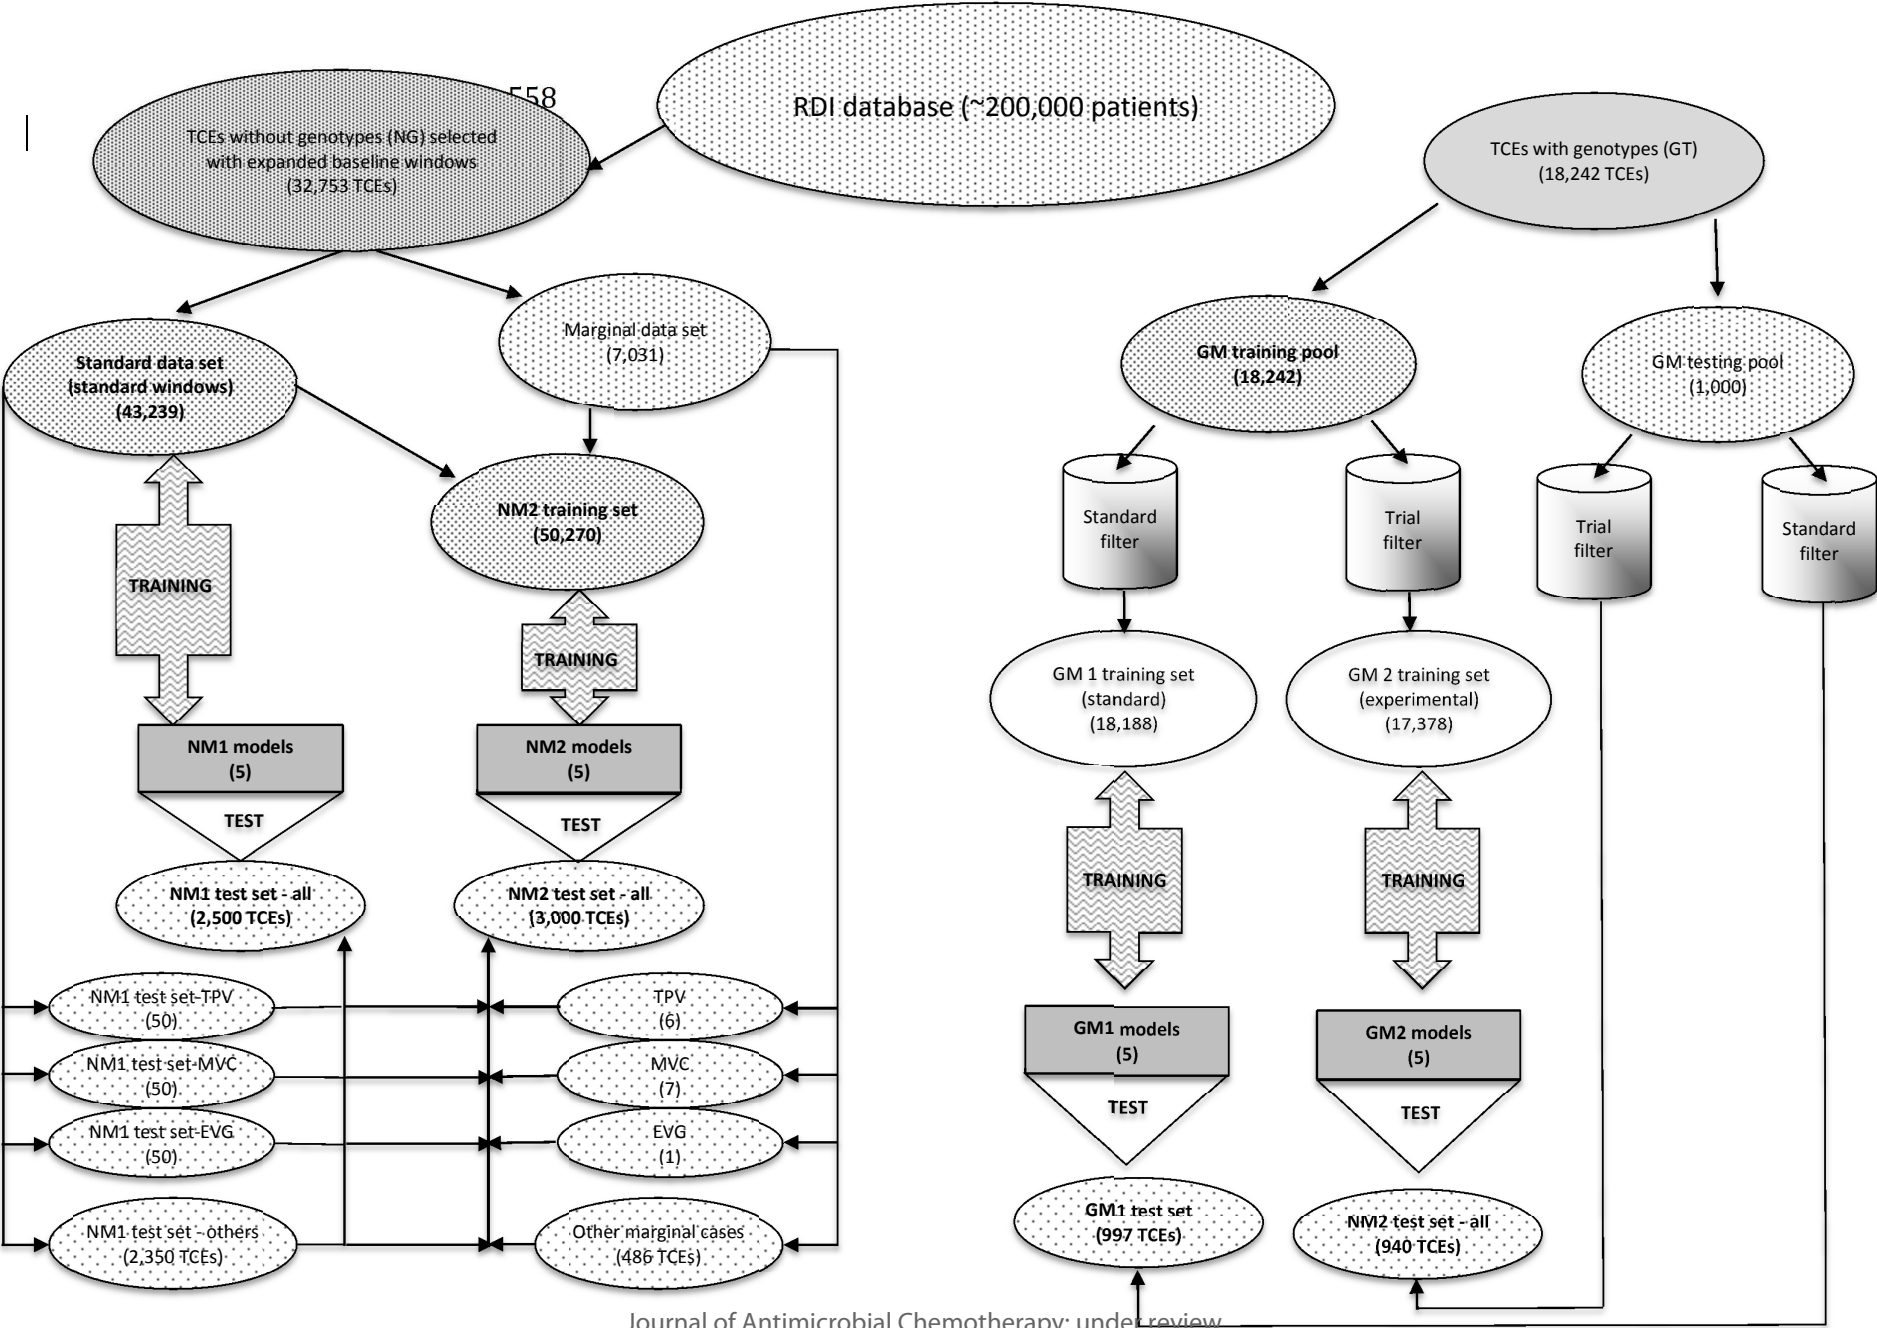 558
RDI database (~200,000 patients)
TCEs without genotypes (NG) selected
with expanded baseline windows
(32,753 TCEs)
TCEs with genotypes (GT)
(18,242 TCEs)
Standard data set
(standard windows)
(43,239)
Marginal data set
(7,031)
GM training pool
(18,242)
GM testing pool
(1,000)
NM2 training set
(50,270)
Standard
filter
Trial
filter
Trial
filter
Standard
filter
TRAINING
TRAINING
GM 1 training set
(standard)
(18,188)
GM 2 training set
(experimental)
(17,378)
NM1 models
(5)
NM2 models
(5)
TEST
TEST
TRAINING
TRAINING
NM1 test set - all
(2,500 TCEs)
NM2 test set - all
(3,000 TCEs)
NM1 test set-TPV
(50)
TPV
(6)
NM1 test set-MVC
(50)
MVC
(7)
NM1 test set-EVG
(50)
EVG
(1)
NM1 test set - others
(2,350 TCEs)
Other marginal cases
(486 TCEs)
GM1 models
(5)
GM2 models
(5)
TEST
TEST
GM1 test set
(997 TCEs)
NM2 test set - all
(940 TCEs)
Journal of Antimicrobial Chemotherapy: under review